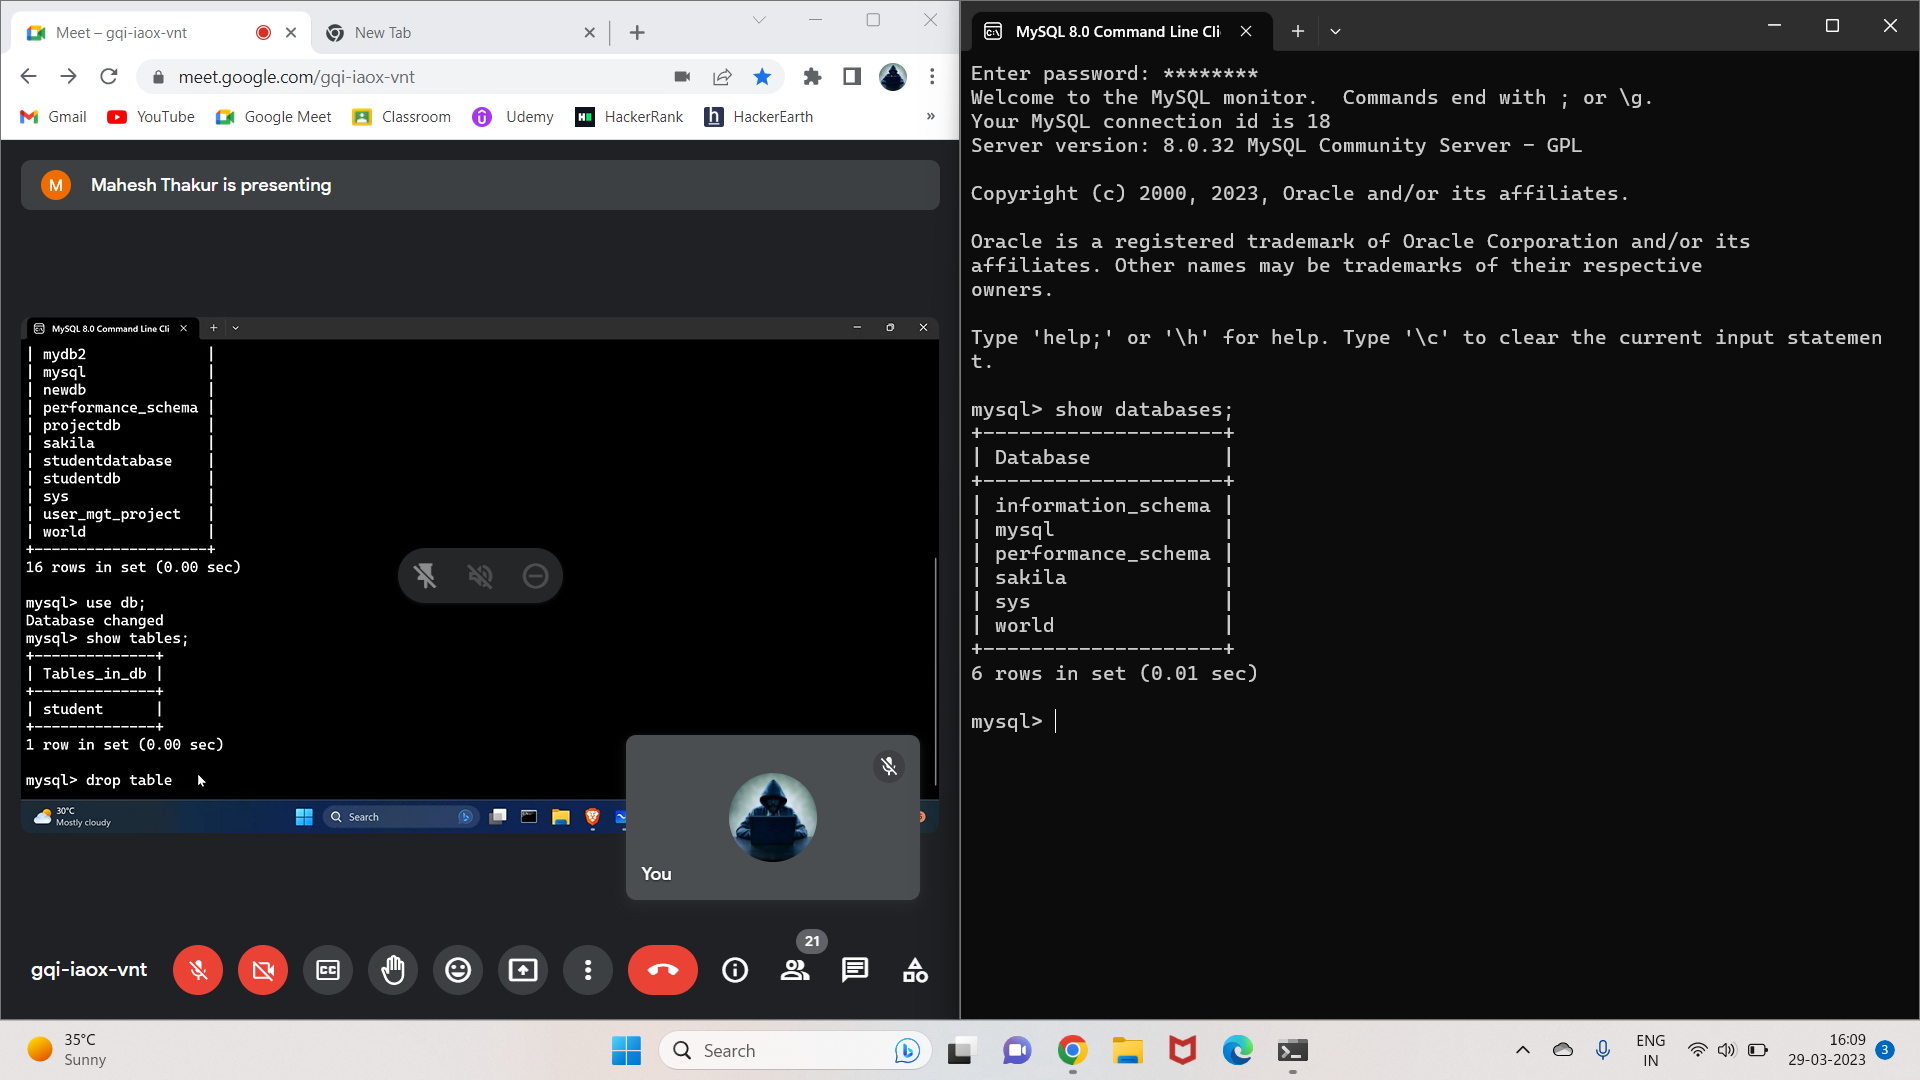 Meet – gqi-iaox-vnt
New Tab
meet.google.com/gqi-iaox-vnt
Gmail
YouTube
Google Meet
Classroom
Udemy
HackerRank
HackerEarth
»
M
Mahesh Thakur is presenting
MySQL 8.0 Command Line Cli
| mydb2 |
| mysql |
| newdb |
| performance_schema |
| projectdb |
| sakila |
| studentdatabase |
| studentdb |
| sys |
| user_mgt_project |
| world |
+--------------------+
16 rows in set (0.00 sec)
mysql> use db;
Database changed
mysql> show tables;
+--------------+
| Tables_in_db |
+--------------+
| student |
+--------------+
1 row in set (0.00 sec)
mysql> drop table
30°C
Mostly cloudy
Search
You
21
gqi-iaox-vnt
CC
MySQL 8.0 Command Line Cli
Enter password: ********
Welcome to the MySQL monitor.  Commands end with ; or \g.
Your MySQL connection id is 18
Server version: 8.0.32 MySQL Community Server - GPL
Copyright (c) 2000, 2023, Oracle and/or its affiliates.
Oracle is a registered trademark of Oracle Corporation and/or its
affiliates. Other names may be trademarks of their respective
owners.
Type 'help;' or '\h' for help. Type '\c' to clear the current input statemen
t.
mysql> show databases;
+--------------------+
| Database |
+--------------------+
| information_schema |
| mysql |
| performance_schema |
| sakila |
| sys |
| world |
+--------------------+
6 rows in set (0.01 sec)
mysql>
35°C
Sunny
Search
ENG
IN
16:09
29-03-2023
3